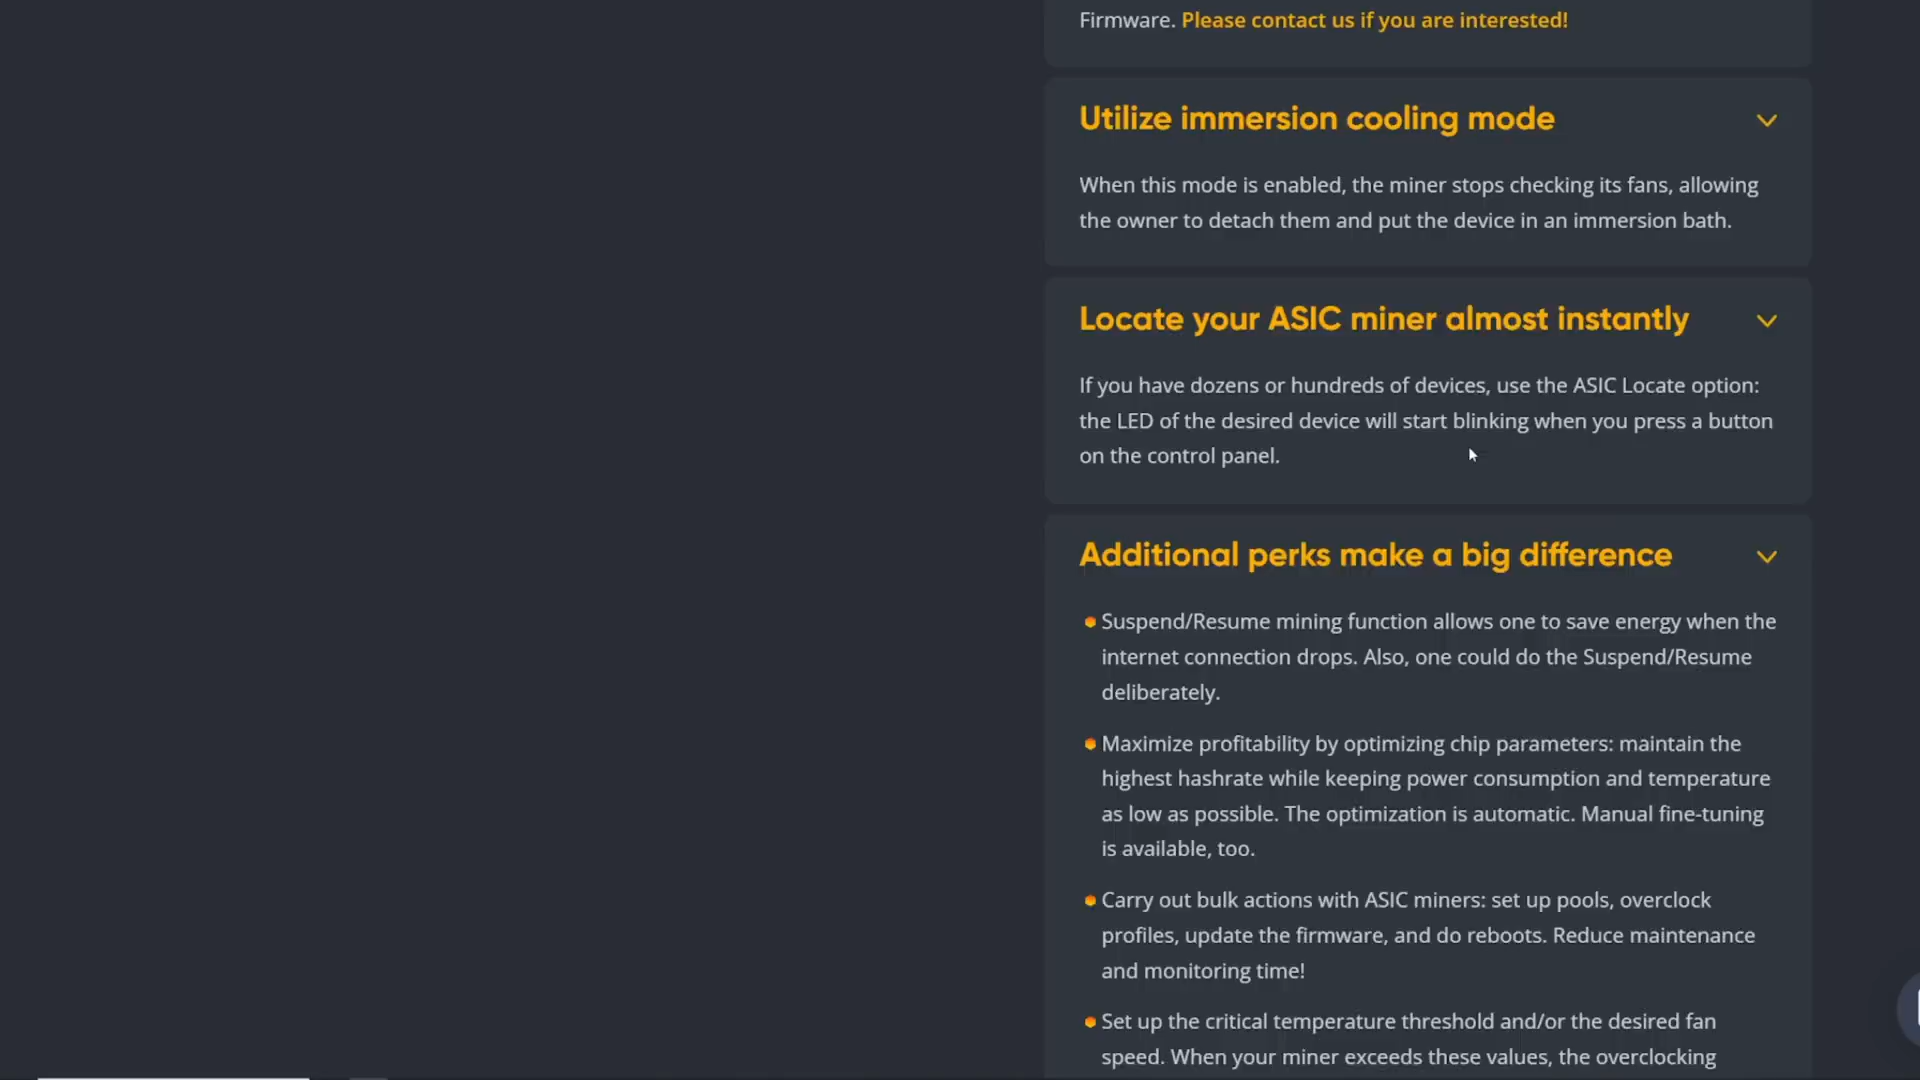 Firmware. Please contact us if you are interested!
Utilize immersion cooling mode
When this mode is enabled, the miner stops checking its fans, allowing
the owner to detach them and put the device in an immersion bath.
Locate your ASIC miner almost instantly
If you have dozens or hundreds of devices, use the ASIC Locate option:
the LED of the desired device will start blinking when you press a button
on the control panel.
Additional perks make a big difference
Suspend/Resume mining function allows one to save energy when the
internet connection drops. Also, one could do the Suspend/Resume
deliberately.
Maximize profitability by optimizing chip parameters: maintain the
highest hashrate while keeping power consumption and temperature
as low as possible. The optimization is automatic. Manual fine-tuning
is available, too.
Carry out bulk actions with ASIC miners: set up pools, overclock
profiles, update the firmware, and do reboots. Reduce maintenance
and monitoring time!
Set up the critical temperature threshold and/or the desired fan
speed. When your miner exceeds these values, the overclocking